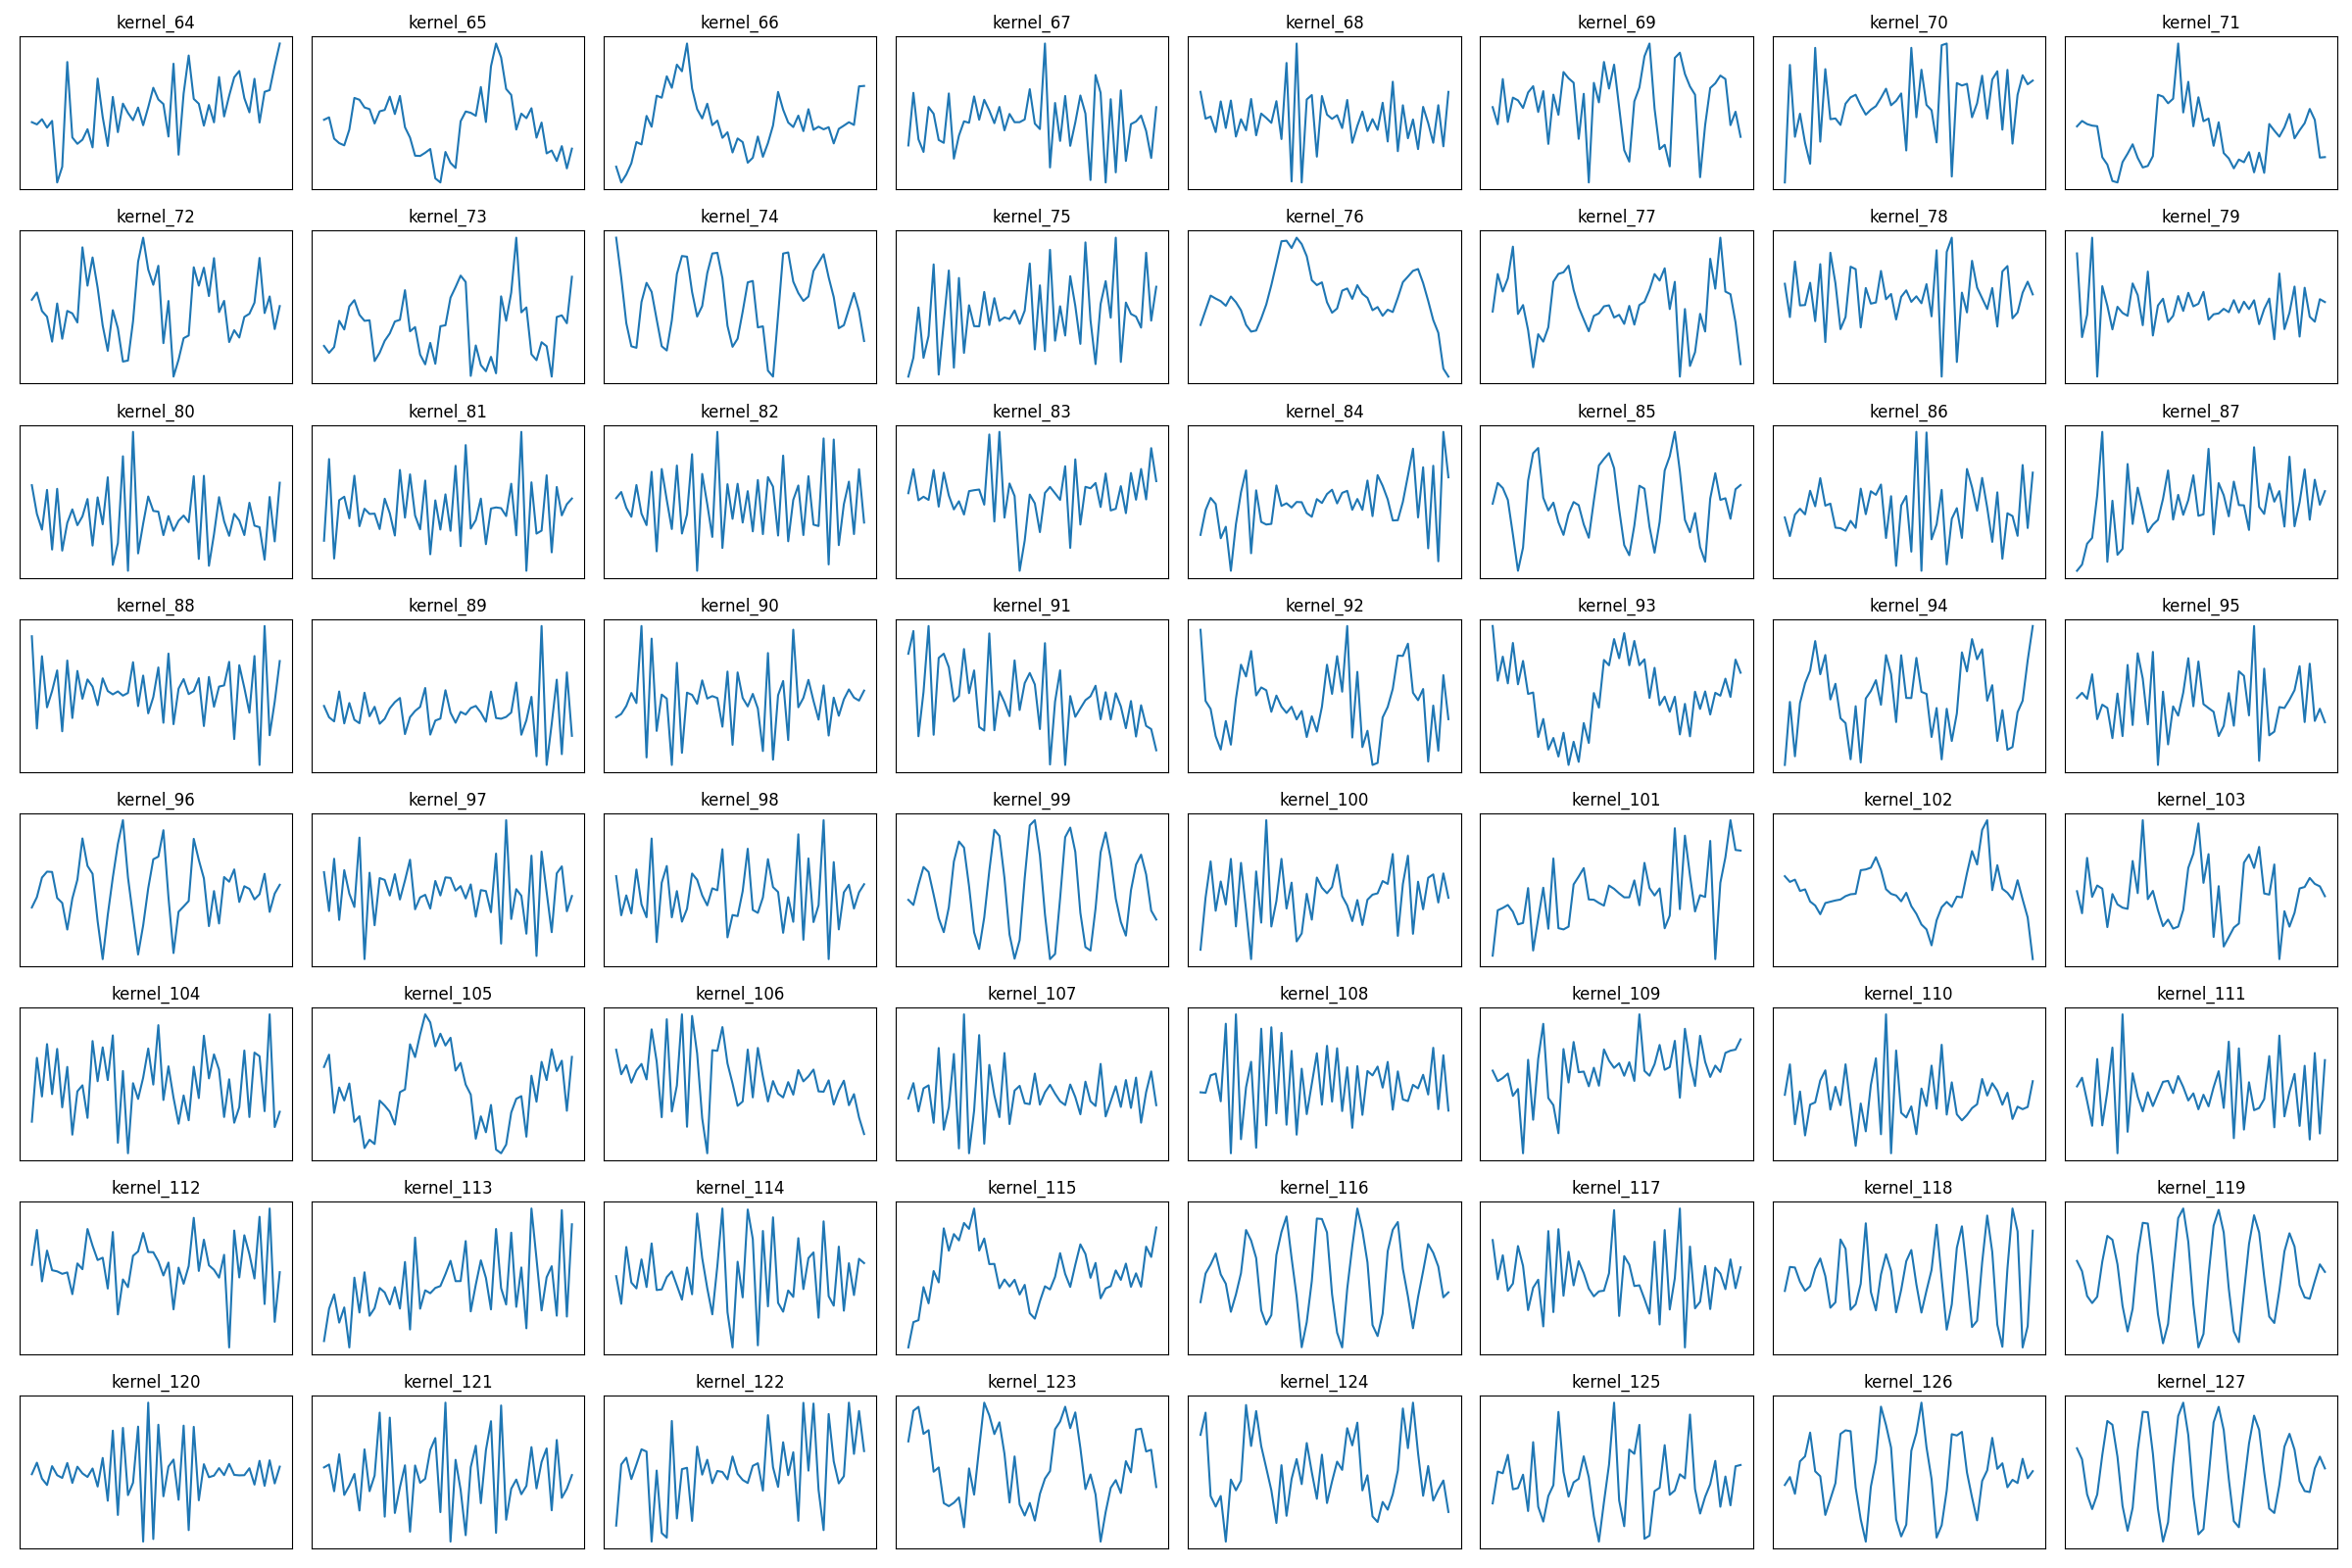 kernel_64 kernel_65 kernel_66 kernel_67 kernel_68 kernel_69 kernel_70 kernel_71
kernel_72 kernel_73 kernel_74 kernel_75 kernel_76 kernel_77 kernel_78 kernel_79
kernel_80 kernel_81 kernel_82 kernel_83 kernel_84 kernel_85 kernel_86 kernel_87
kernel_88 kernel_89 kernel_90 kernel_91 kernel_92 kernel_93 kernel_94 kernel_95
kernel_96 kernel_97 kernel_98 kernel_99 kernel_100 kernel_101 kernel_102 kernel_103
kernel_104 kernel_105 kernel_106 kernel_107 kernel_108 kernel_109 kernel_110 kernel_111
kernel_112 kernel_113 kernel_114 kernel_115 kernel_116 kernel_117 kernel_118 kernel_119
kernel_120 kernel_121 kernel_122 kernel_123 kernel_124 kernel_125 kernel_126 kernel_127